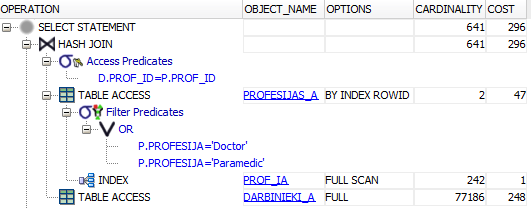 OPERATION OBJECT_NAME OPTIONS CARDINALITY COST
SELECT STATEMENT 641 296
HASH JOIN 641 296
Access Predicates
D.PROF_ID=P.PROF_ID
TABLE ACCESS PROFESIJAS_A BY INDEX ROWID 2 47
Filter Predicates
OR
P.PROFESIJA='Doctor'
P.PROFESIJA='Paramedic'
INDEX PROF_IA FULL SCAN 242 1
TABLE ACCESS DARBINIEKI_A FULL 77186 248